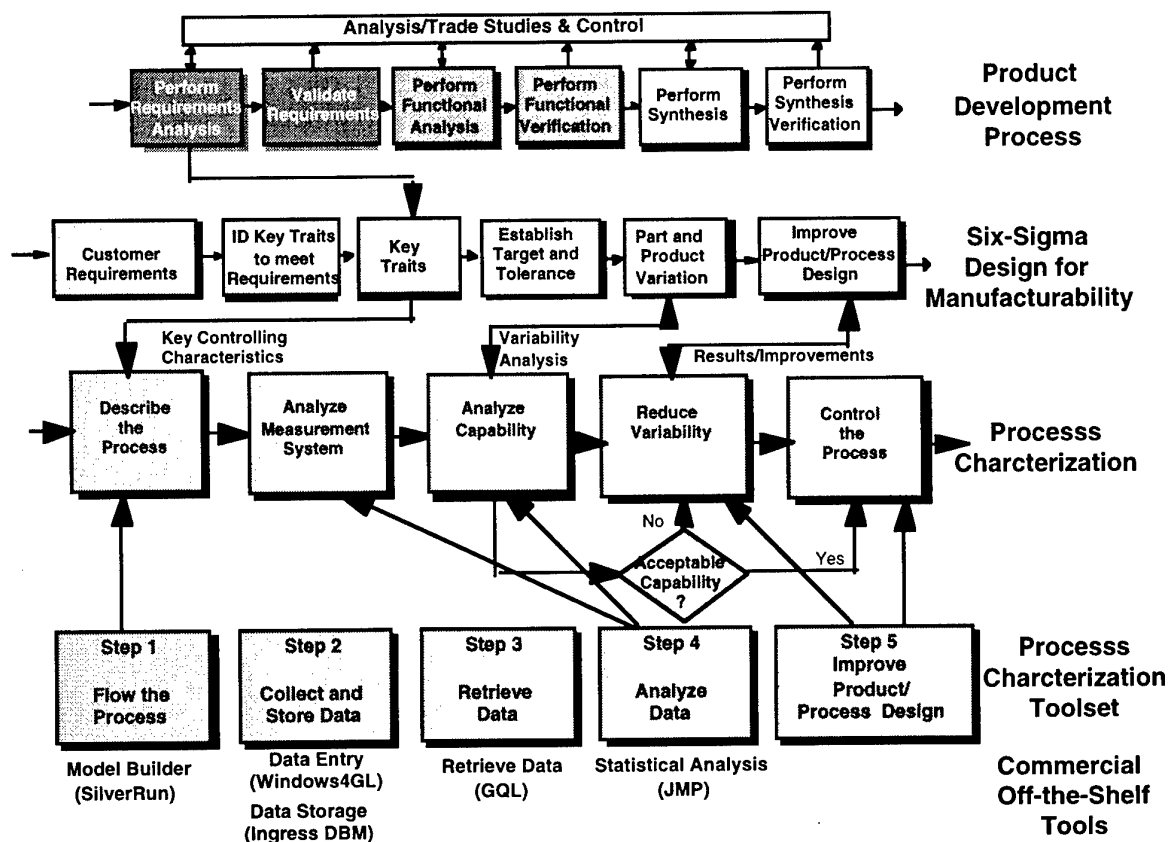 Analysis/Trade Studies & Control
Perform
Requirements
Analysis
Validate
Requirements
Perform
Functional
Analysis
Perform
Functional
Verification
Perform
Synthesis
Perform
Synthesis
Verification
Product
Development
Process
Customer
Requirements
ID Key Traits
to meet
Requirements
Key
Traits
Establish
Target and
Tolerance
Part and
Product
Variation
Improve
Product/Process
Design
Six-Sigma
Design for
Manufacturability
Key Controlling
Characteristics
Variability
Analysis
Results/Improvements
Describe
the
Process
Analyze
Measurement
System
Analyze
Capability
Reduce
Variability
Control
the
Process
Processs
Charcterization
No
Acceptable
Capability
?
Yes
Step 1
Flow the
Process
Step 2
Collect and
Store Data
Step 3
Retrieve
Data
Step 4
Analyze
Data
Step 5
Improve
Product/
Process Design
Processs
Charcterization
Toolset
Model Builder
(SilverRun)
Data Entry
(Windows4GL)
Data Storage
(Ingress DBM)
Retrieve Data
(GQL)
Statistical Analysis
(JMP)
Commercial
Off-the-Shelf
Tools